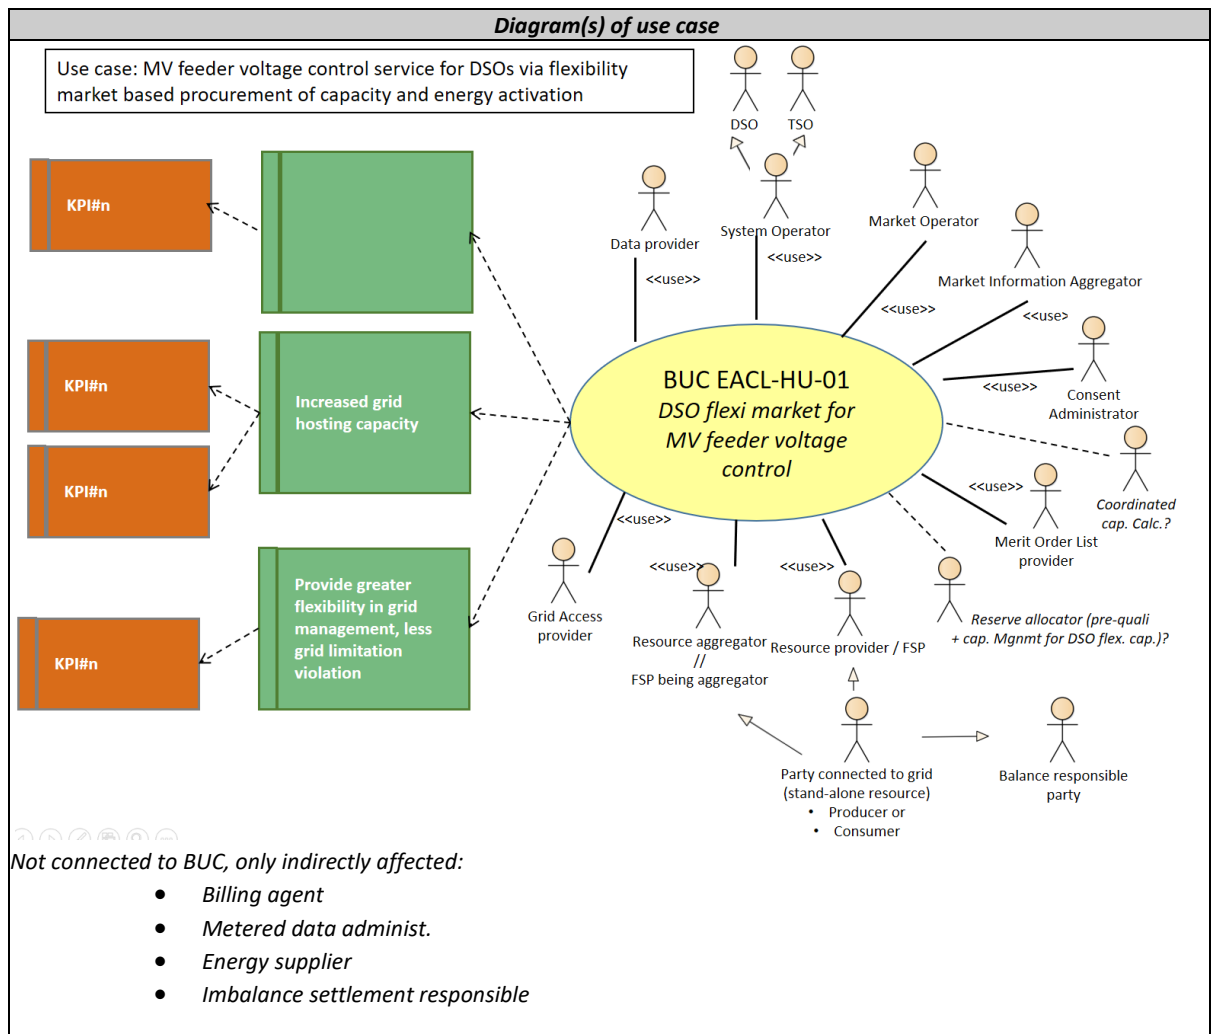 Diagram(s) of use case
Use case: MV feeder voltage control service for DSOs via flexibility
market based procurement of capacity and energy activation
DSO
TSO
KPI#n
Data provider
System Operator
Market Operator
<<use>>
<<use>>
Market Information Aggregator
<<use>>
<<use>
KPI#n
Increased grid
hosting capacity
BUC EACL-HU-01
DSO flexi market for
MV feeder voltage
control
<<use>>
Consent
Administrator
KPI#n
<<use>>
Coordinated
cap. Calc.?
<<use>>
Merit Order List
provider
<<use>>
<<use>>
Provide greater
flexibility in grid
management, less
grid limitation
violation
KPI#n
Grid Access
provider
Resource aggregator
//
FSP being aggregator
Resource provider / FSP
Reserve allocator (pre-quali
+ cap. Mgnmt for DSO flex. cap.)?
Party connected to grid
(stand-alone resource)
• Producer or
• Consumer
Balance responsible
party
Not connected to BUC, only indirectly affected:
• Billing agent
• Metered data administ.
• Energy supplier
• Imbalance settlement responsible